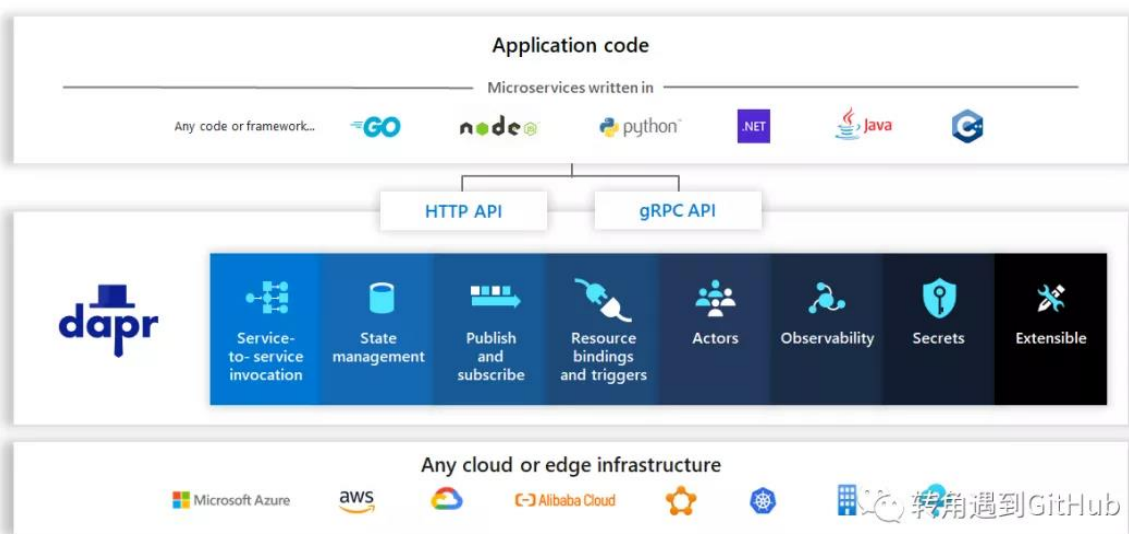 Application code
Microservices written in
Any code or framework...
GO
node
JS
python™
.NET
Java
C++
HTTP API
gRPC API
dapr
Service-
to- service
invocation
State
management
Publish
and
subscribe
Resource
bindings
and triggers
Actors
Observability
Secrets
Extensible
Any cloud or edge infrastructure
Microsoft Azure
aws
Alibaba Cloud
转角遇到GitHub